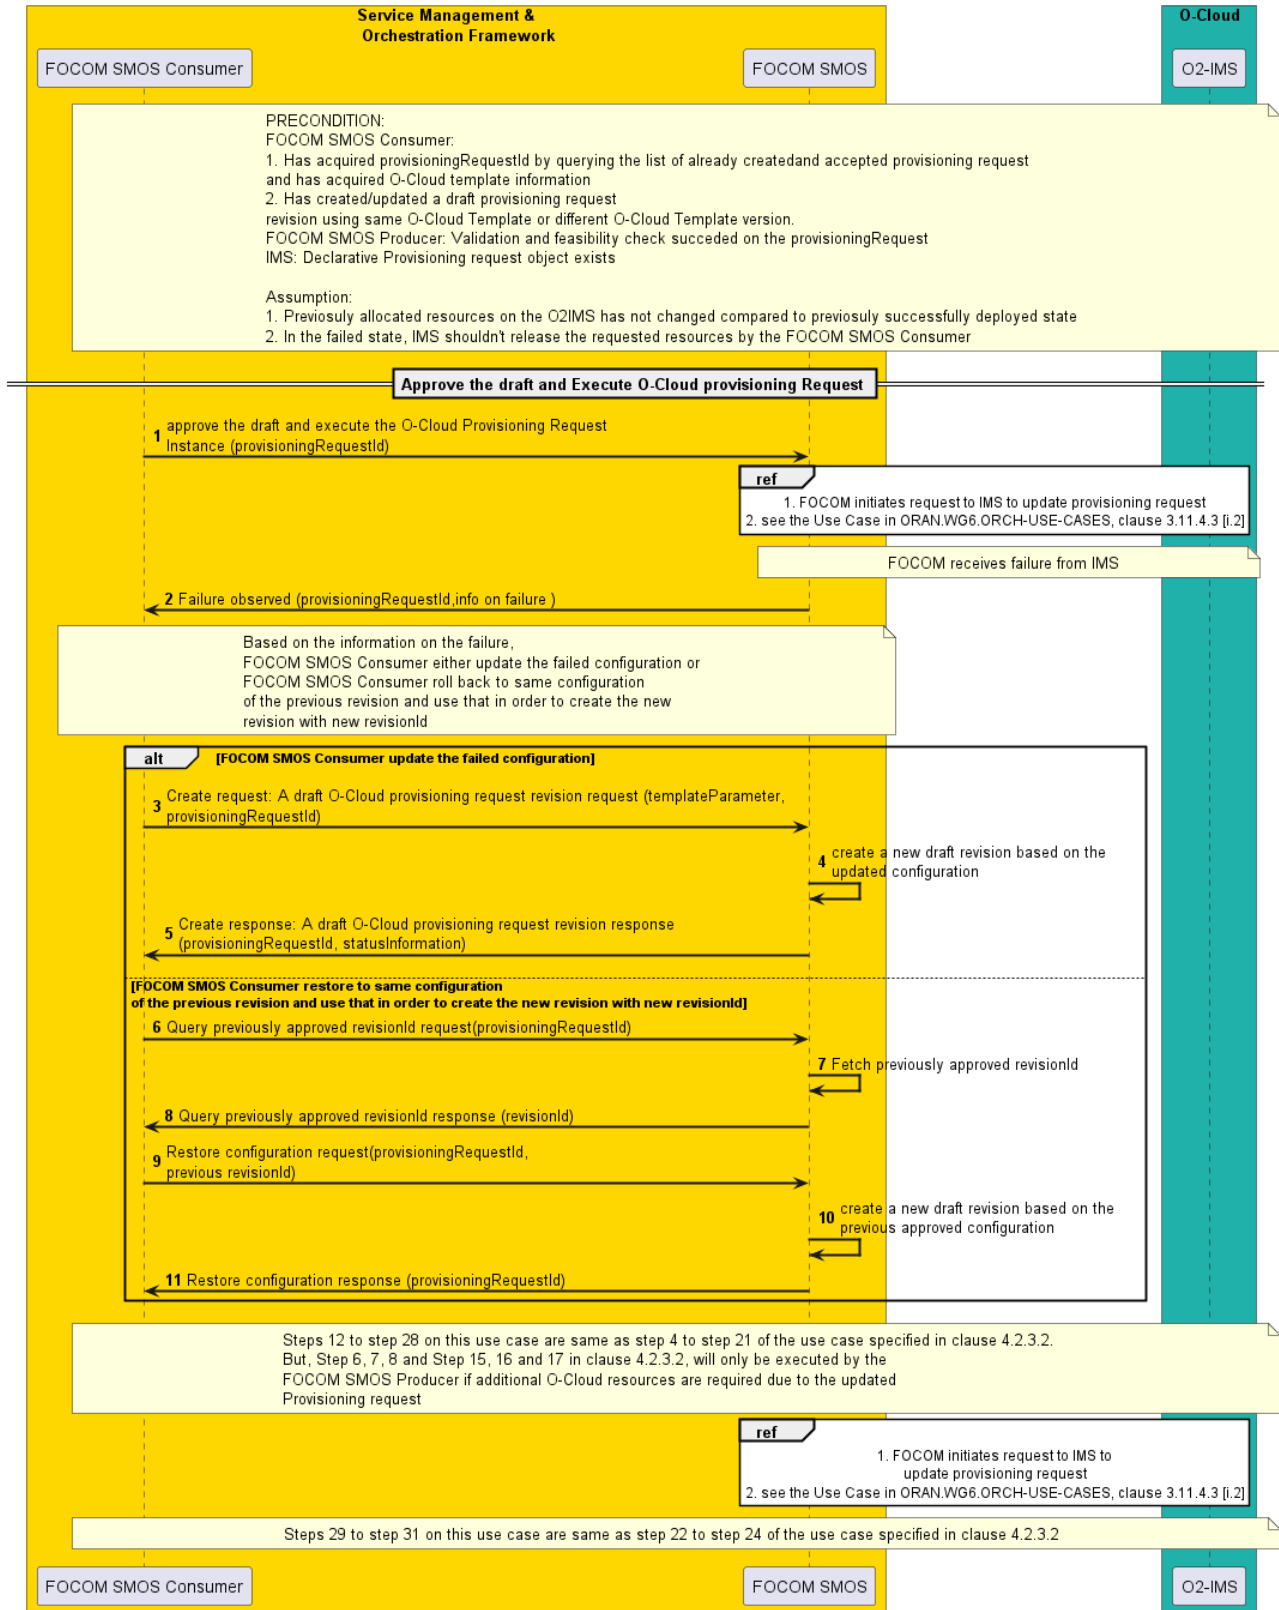 Service Management &
Orchestration Framework
O-Cloud
FOCOM SMOS Consumer
FOCOM SMOS
O2-IMS
PRECONDITION:
FOCOM SMOS Consumer:
1. Has acquired provisioningRequestId by querying the list of already createdand accepted provisioning request
and has acquired O-Cloud template information
2. Has created/updated a draft provisioning request
revision using same O-Cloud Template or different O-Cloud Template version.
FOCOM SMOS Producer: Validation and feasibility check succeded on the provisioningRequest
IMS: Declarative Provisioning request object exists
Assumption:
1. Previosuly allocated resources on the O2IMS has not changed compared to previosuly successfully deployed state
2. In the failed state, IMS shouldn't release the requested resources by the FOCOM SMOS Consumer
Approve the draft and Execute O-Cloud provisioning Request
1 approve the draft and execute the O-Cloud Provisioning Request
Instance (provisioningRequestId)
ref
1. FOCOM initiates request to IMS to update provisioning request
2. see the Use Case in ORAN.WG6.ORCH-USE-CASES, clause 3.11.4.3 [i.2]
FOCOM receives failure from IMS
2 Failure observed (provisioningRequestId,info on failure )
Based on the information on the failure,
FOCOM SMOS Consumer either update the failed configuration or
FOCOM SMOS Consumer roll back to same configuration
of the previous revision and use that in order to create the new
revision with new revisionId
alt [FOCOM SMOS Consumer update the failed configuration]
3 Create request: A draft O-Cloud provisioning request revision request (templateParameter,
provisioningRequestId)
4 create a new draft revision based on the
updated configuration
5 Create response: A draft O-Cloud provisioning request revision response
(provisioningRequestId, statusInformation)
[FOCOM SMOS Consumer restore to same configuration
of the previous revision and use that in order to create the new revision with new revisionId]
6 Query previously approved revisionId request(provisioningRequestId)
7 Fetch previously approved revisionId
8 Query previously approved revisionId response (revisionId)
9 Restore configuration request(provisioningRequestId,
previous revisionId)
10 create a new draft revision based on the
previous approved configuration
11 Restore configuration response (provisioningRequestId)
Steps 12 to step 28 on this use case are same as step 4 to step 21 of the use case specified in clause 4.2.3.2.
But, Step 6, 7, 8 and Step 15, 16 and 17 in clause 4.2.3.2, will only be executed by the
FOCOM SMOS Producer if additional O-Cloud resources are required due to the updated
Provisioning request
ref
1. FOCOM initiates request to IMS to
update provisioning request
2. see the Use Case in ORAN.WG6.ORCH-USE-CASES, clause 3.11.4.3 [i.2]
Steps 29 to step 31 on this use case are same as step 22 to step 24 of the use case specified in clause 4.2.3.2
FOCOM SMOS Consumer
FOCOM SMOS
O2-IMS